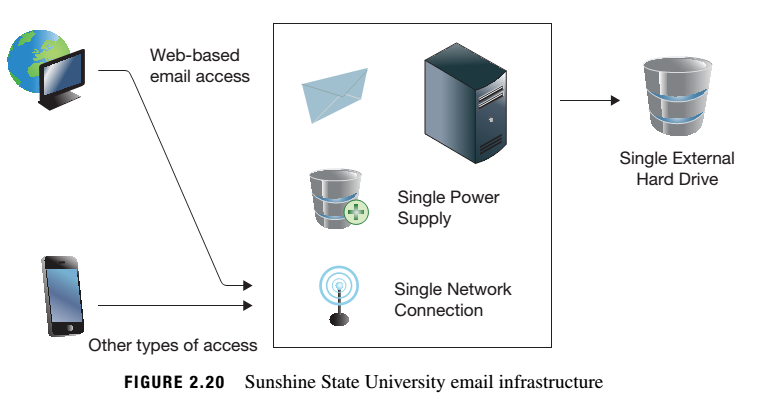 Web-based
email access
Single External
Hard Drive
Single Power
Supply
Single Network
Connection
Other types of access
FIGURE 2.20 Sunshine State University email infrastructure